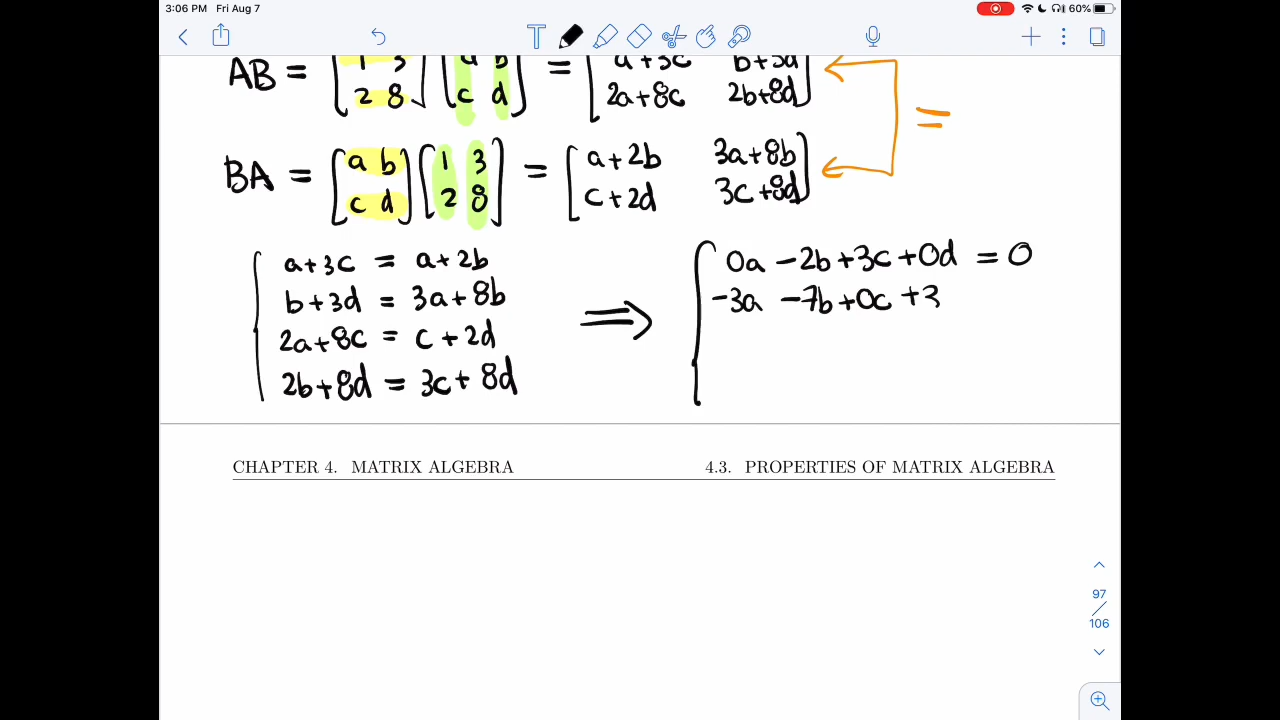 3:06 PM Fri Aug 7 60%
AB = [1 3 [a b = [a+3c b+3d]
2 8] c d] 2a+8c 2b+8d] =
BA = [a b [1 3 = [a+2b 3a+8b
c d] 2 8] c+2d 3c+8d]
a+3c = a+2b
b+3d = 3a+8b
2a+8c = c+2d
2b+8d = 3c+8d
⟹
0a -2b+3c+0d = 0
-3a -7b+0c +3
CHAPTER 4. MATRIX ALGEBRA 4.3. PROPERTIES OF MATRIX ALGEBRA
97
106